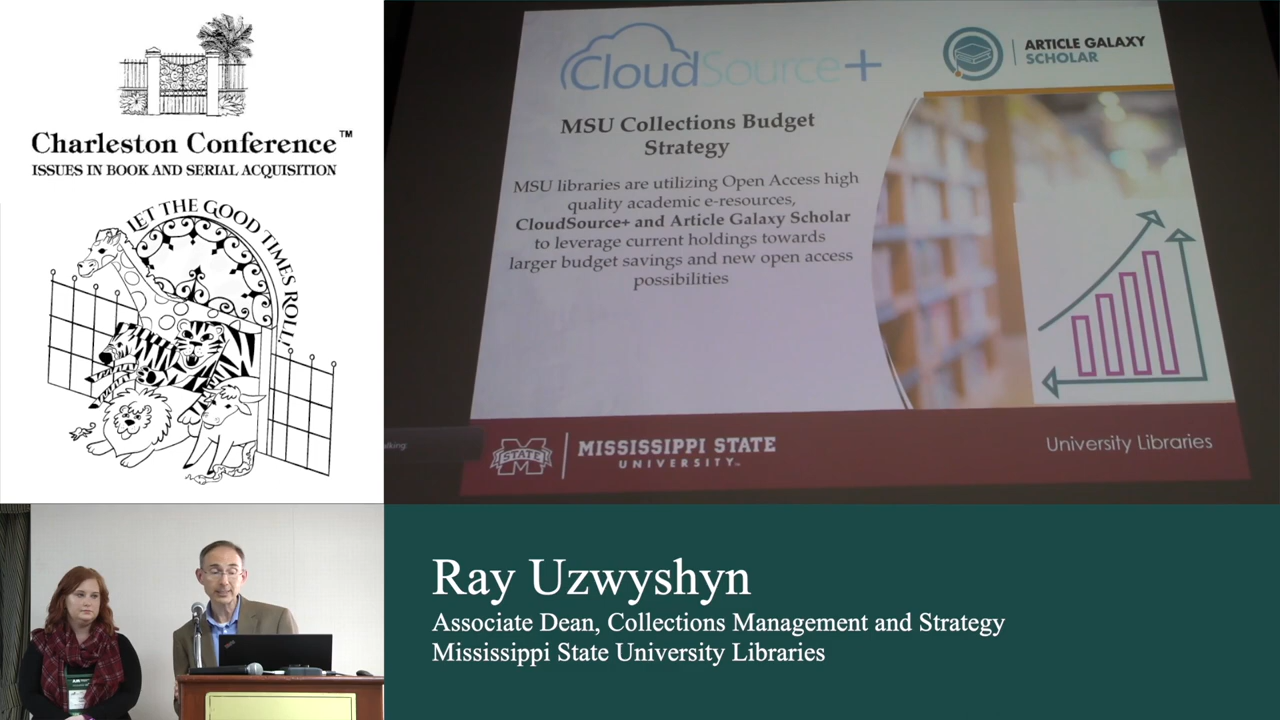 Charleston Conference™
ISSUES IN BOOK AND SERIAL ACQUISITION
LET THE GOOD TIMES ROLL!
CloudSource+
ARTICLE GALAXY
SCHOLAR
MSU Collections Budget
Strategy
MSU libraries are utilizing Open Access high
quality academic e-resources,
CloudSource+ and Article Galaxy Scholar
to leverage current holdings towards
larger budget savings and new open access
possibilities
STATE
MISSISSIPPI STATE
UNIVERSITY™
University Libraries
Ray Uzwyshyn
Associate Dean, Collections Management and Strategy
Mississippi State University Libraries